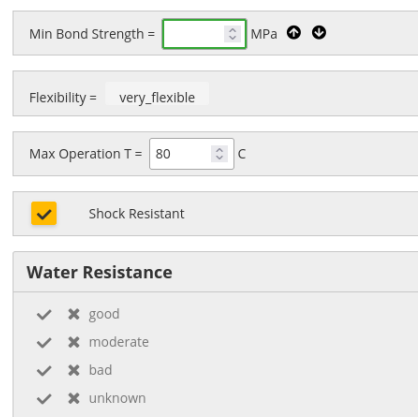 Min Bond Strength = MPa
Flexibility = very_flexible
Max Operation T = 80 C
Shock Resistant
Water Resistance
good
moderate
bad
unknown